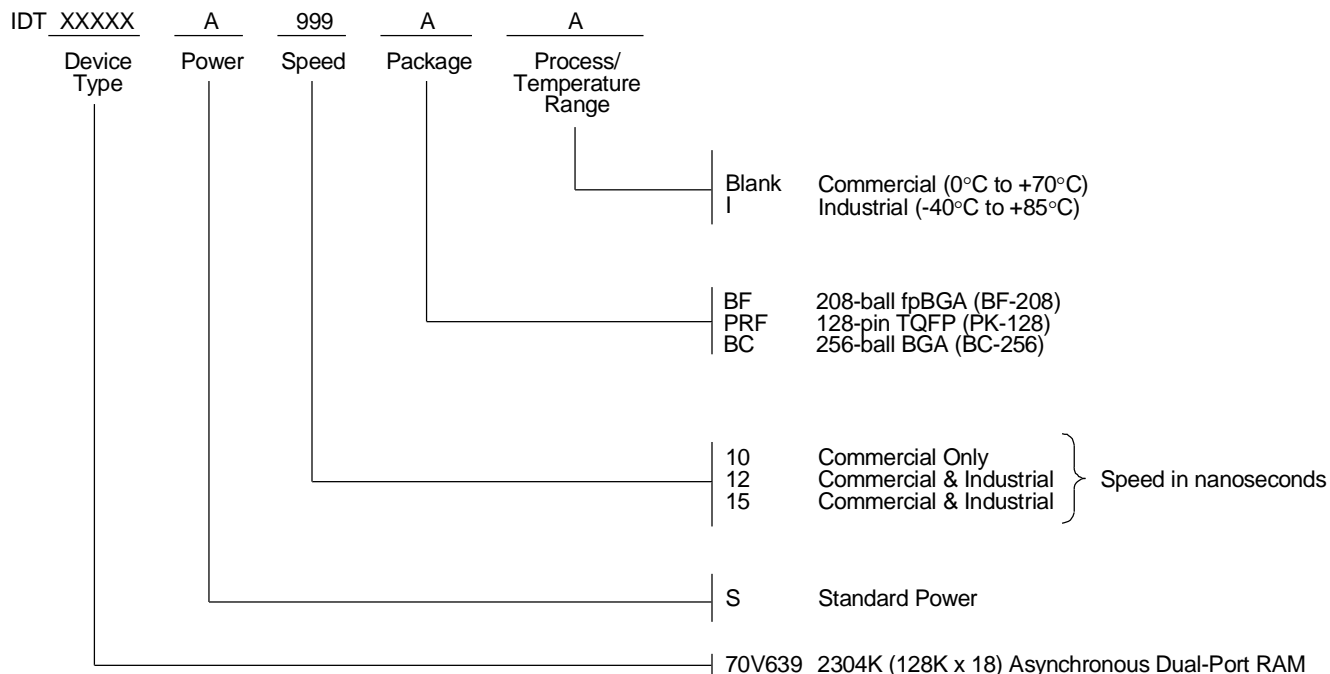 IDT XXXXX A 999 A A
Device Type Power Speed Package Process/ Temperature Range
Blank Commercial (0°C to +70°C)
I Industrial (-40°C to +85°C)
BF 208-ball fpBGA (BF-208)
PRF 128-pin TQFP (PK-128)
BC 256-ball BGA (BC-256)
10 Commercial Only
12 Commercial & Industrial Speed in nanoseconds
15 Commercial & Industrial
S Standard Power
70V639 2304K (128K x 18) Asynchronous Dual-Port RAM